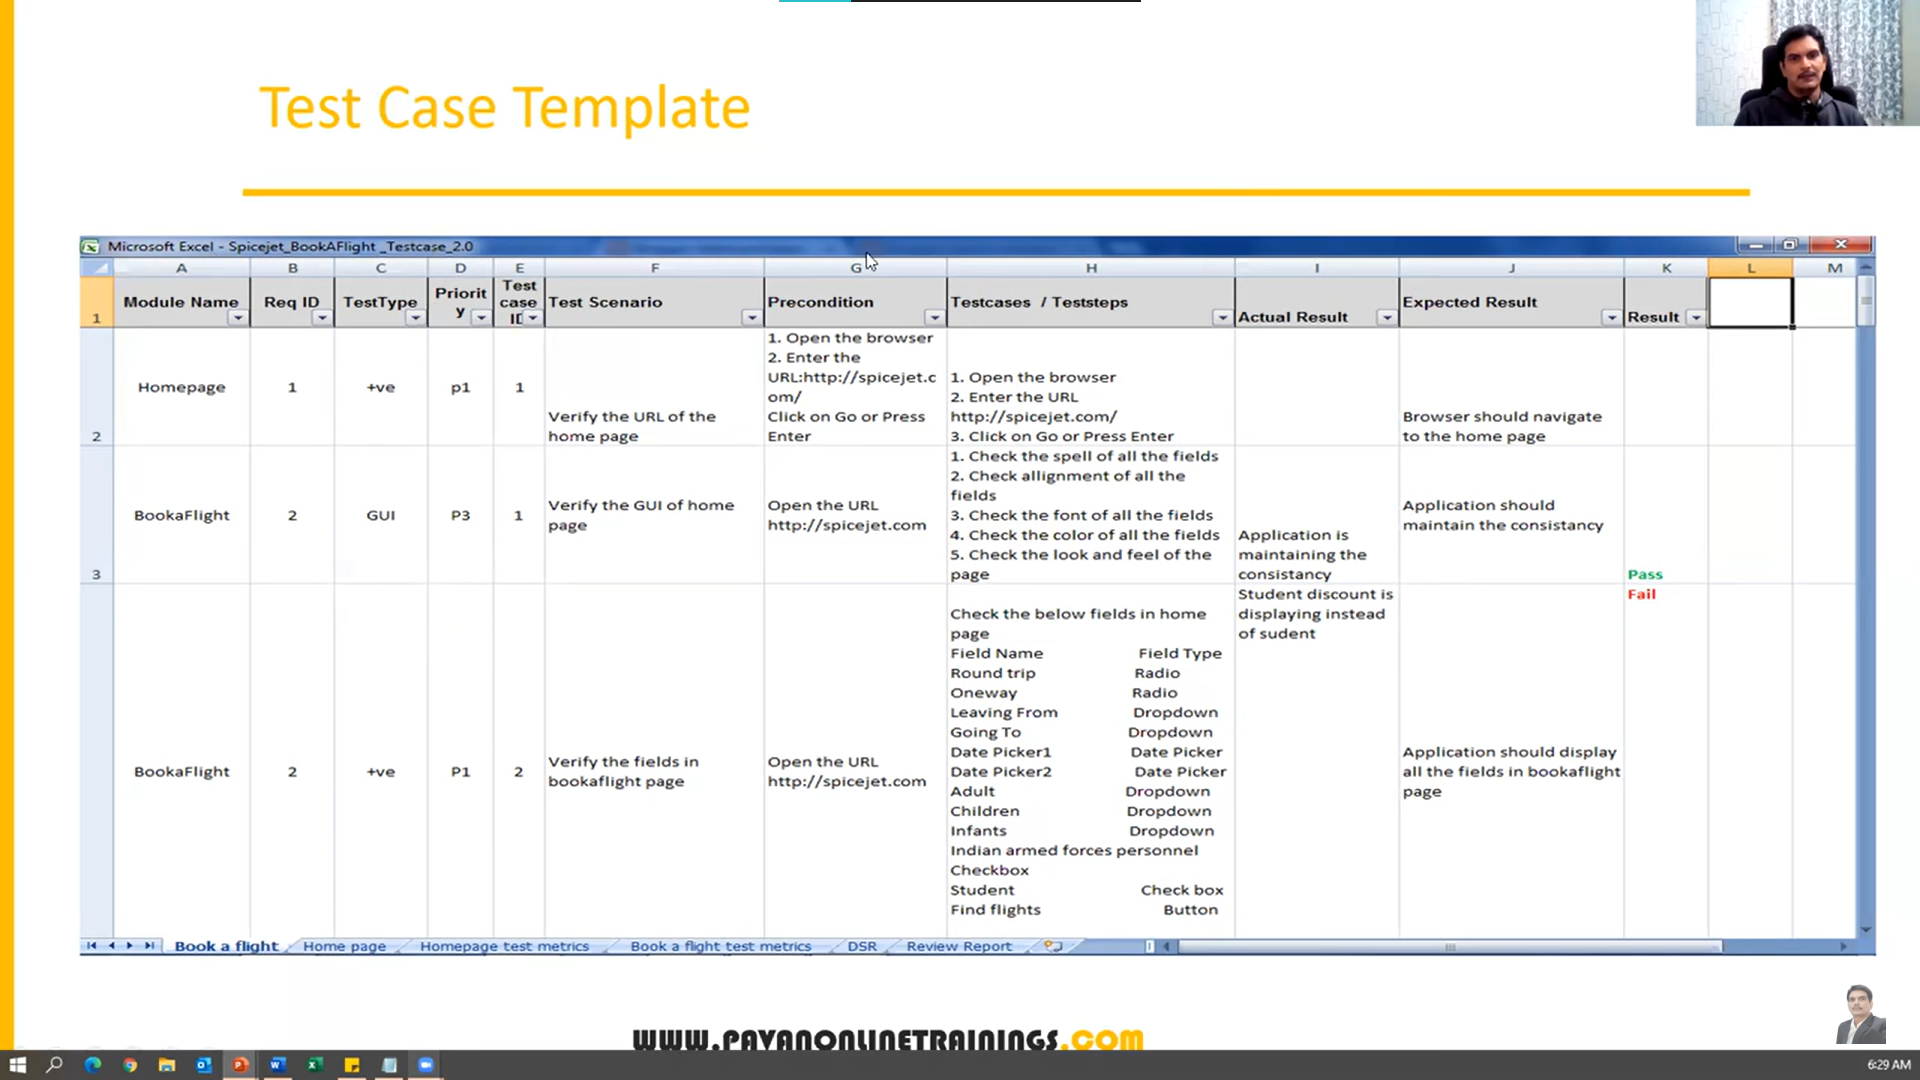 Test Case Template
Microsoft Excel - Spicejet_BookAFlight _Testcase_2.0
A B C D E F G H I J K L M
1
Module Name
Req ID
TestType
Priorit
y
Test
case
ID
Test Scenario
Precondition
Testcases / Teststeps
Actual Result
Expected Result
Result
2
Homepage
1
+ve
p1
1
Verify the URL of the
home page
1. Open the browser
2. Enter the
URL:http://spicejet.c
om/
Click on Go or Press
Enter
1. Open the browser
2. Enter the URL
http://spicejet.com/
3. Click on Go or Press Enter
Browser should navigate
to the home page
3
BookaFlight
2
GUI
P3
1
Verify the GUI of home
page
Open the URL
http://spicejet.com
1. Check the spell of all the fields
2. Check allignment of all the
fields
3. Check the font of all the fields
4. Check the color of all the fields
5. Check the look and feel of the
page
Application is
maintaining the
consistancy
Application should
maintain the consistancy
Pass
BookaFlight
2
+ve
P1
2
Verify the fields in
bookaflight page
Open the URL
http://spicejet.com
Check the below fields in home
page
Field Name Field Type
Round trip Radio
Oneway Radio
Leaving From Dropdown
Going To Dropdown
Date Picker1 Date Picker
Date Picker2 Date Picker
Adult Dropdown
Children Dropdown
Infants Dropdown
Indian armed forces personnel
Checkbox
Student Check box
Find flights Button
Student discount is
displaying instead
of sudent
Application should display
all the fields in bookaflight
page
Fail
Book a flight Home page Homepage test metrics Book a flight test metrics DSR Review Report
WWW.PAVANONLINETRAININGS.COM
6:29 AM